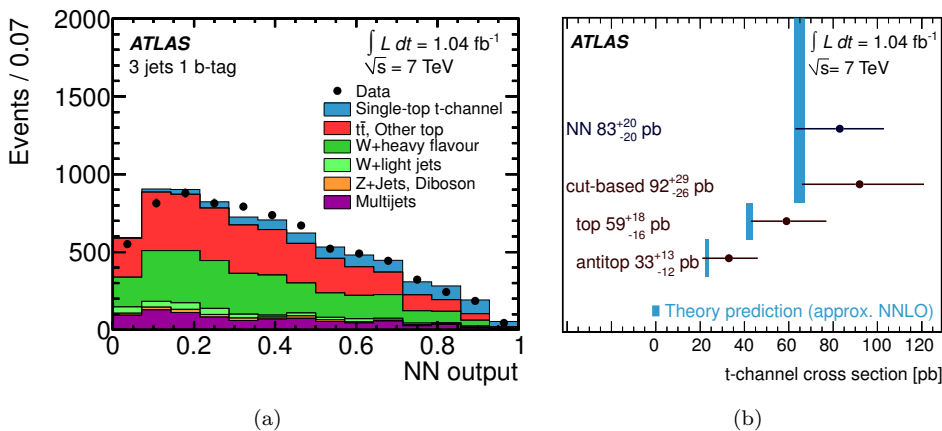 ATLAS
3 jets 1 b-tag
∫ L dt = 1.04 fb⁻¹
√s = 7 TeV
Data
Single-top t-channel
tt̄, Other top
W+heavy flavour
W+light jets
Z+Jets, Diboson
Multijets
Events / 0.07
2000
1500
1000
500
0
0 0.2 0.4 0.6 0.8 1
NN output
(a)
ATLAS
∫ L dt = 1.04 fb⁻¹
√s = 7 TeV
NN 83 +20 -20 pb
cut-based 92 +29 -26 pb
top 59 +18 -16 pb
antitop 33 +13 -12 pb
Theory prediction (approx. NNLO)
0 20 40 60 80 100 120
t-channel cross section [pb]
(b)